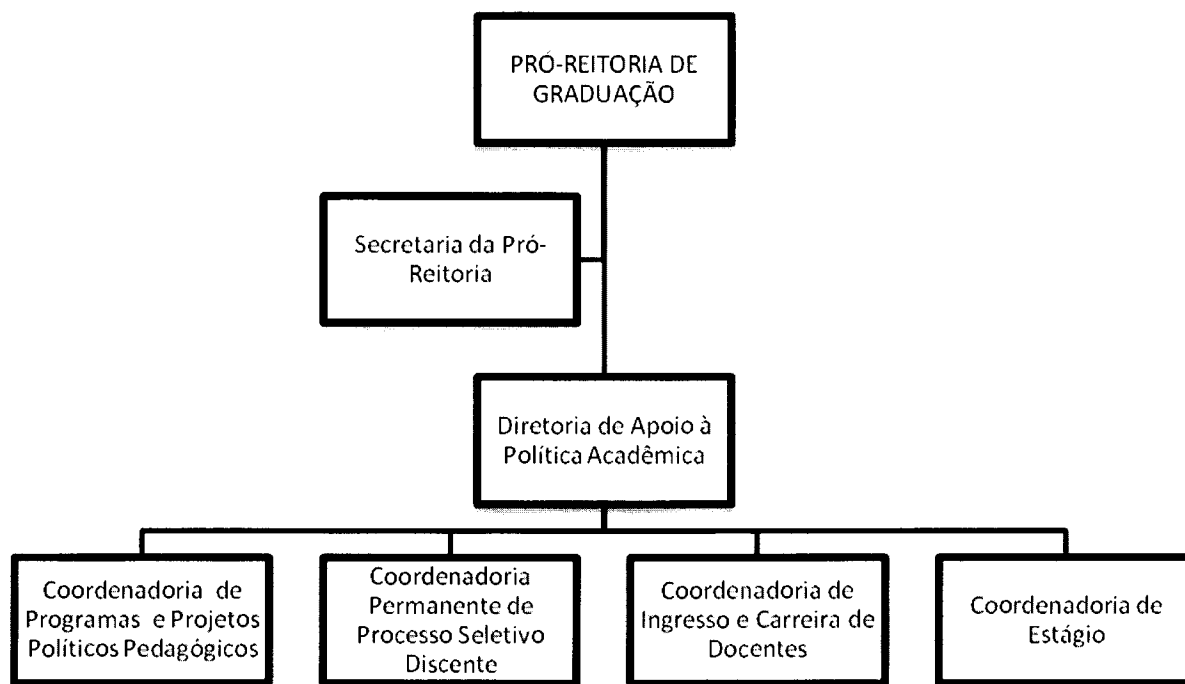 PRÓ-REITORIA DE
GRADUAÇÃO
Secretaria da Pró-
Reitoria
Diretoria de Apoio à
Política Acadêmica
Coordenadoria de
Programas e Projetos
Políticos Pedagógicos
Coordenadoria
Permanente de
Processo Seletivo
Discente
Coordenadoria de
Ingresso e Carreira de
Docentes
Coordenadoria de
Estágio